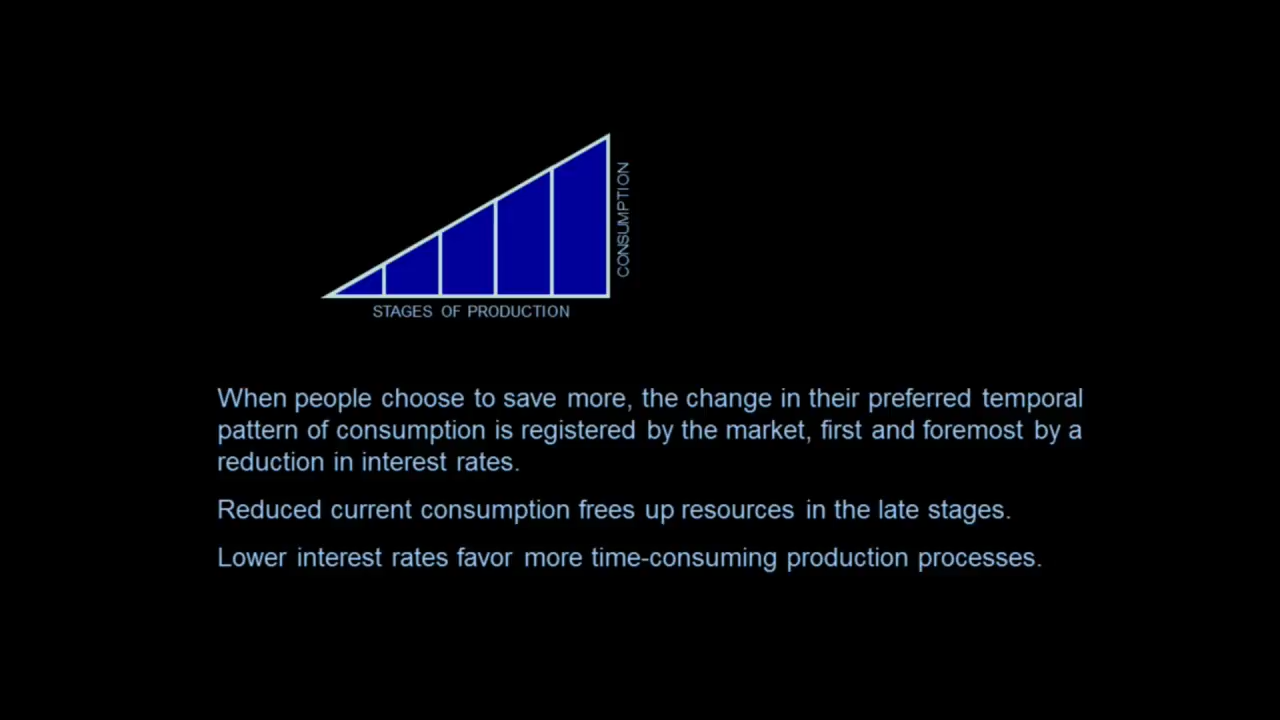 CONSUMPTION
STAGES OF PRODUCTION
When people choose to save more, the change in their preferred temporal
pattern of consumption is registered by the market, first and foremost by a
reduction in interest rates.
Reduced current consumption frees up resources in the late stages.
Lower interest rates favor more time-consuming production processes.